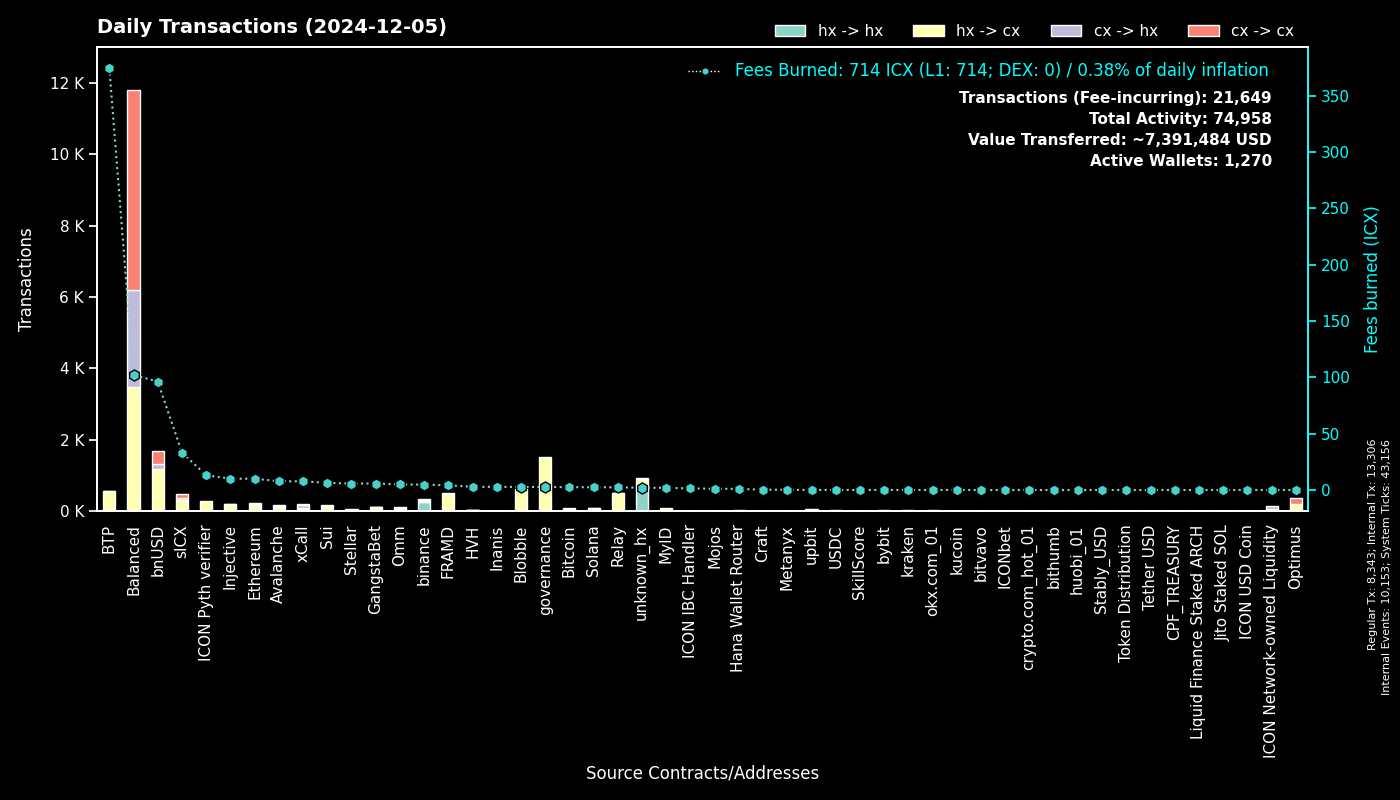 Daily Transactions (2024-12-05)
hx -> hx
hx -> cx
cx -> hx
cx -> cx
Fees Burned: 714 ICX (L1: 714; DEX: 0) / 0.38% of daily inflation
Transactions (Fee-incurring): 21,649
Total Activity: 74,958
Value Transferred: ~7,391,484 USD
Active Wallets: 1,270
Transactions
12 K
10 K
8 K
6 K
4 K
2 K
0 K
350
300
250
200
150
100
50
0
Fees burned (ICX)
BTP
Balanced
bnUSD
sICX
ICON Pyth verifier
Injective
Ethereum
Avalanche
xCall
Sui
Stellar
GangstaBet
Omm
binance
FRAMD
HVH
Inanis
Blobble
governance
Bitcoin
Solana
Relay
unknown_hx
MyID
ICON IBC Handler
Mojos
Hana Wallet Router
Craft
Metanyx
upbit
USDC
SkillScore
bybit
kraken
okx.com_01
kucoin
bitvavo
ICONbet
crypto.com_hot_01
bithumb
huobi_01
Stably_USD
Token Distribution
Tether USD
CPF_TREASURY
Liquid Finance Staked ARCH
Jito Staked SOL
ICON USD Coin
ICON Network-owned Liquidity
Optimus
Source Contracts/Addresses
Regular Tx: 8,343; Internal Tx: 13,306
Internal Events: 10,153; System Ticks: 43,156